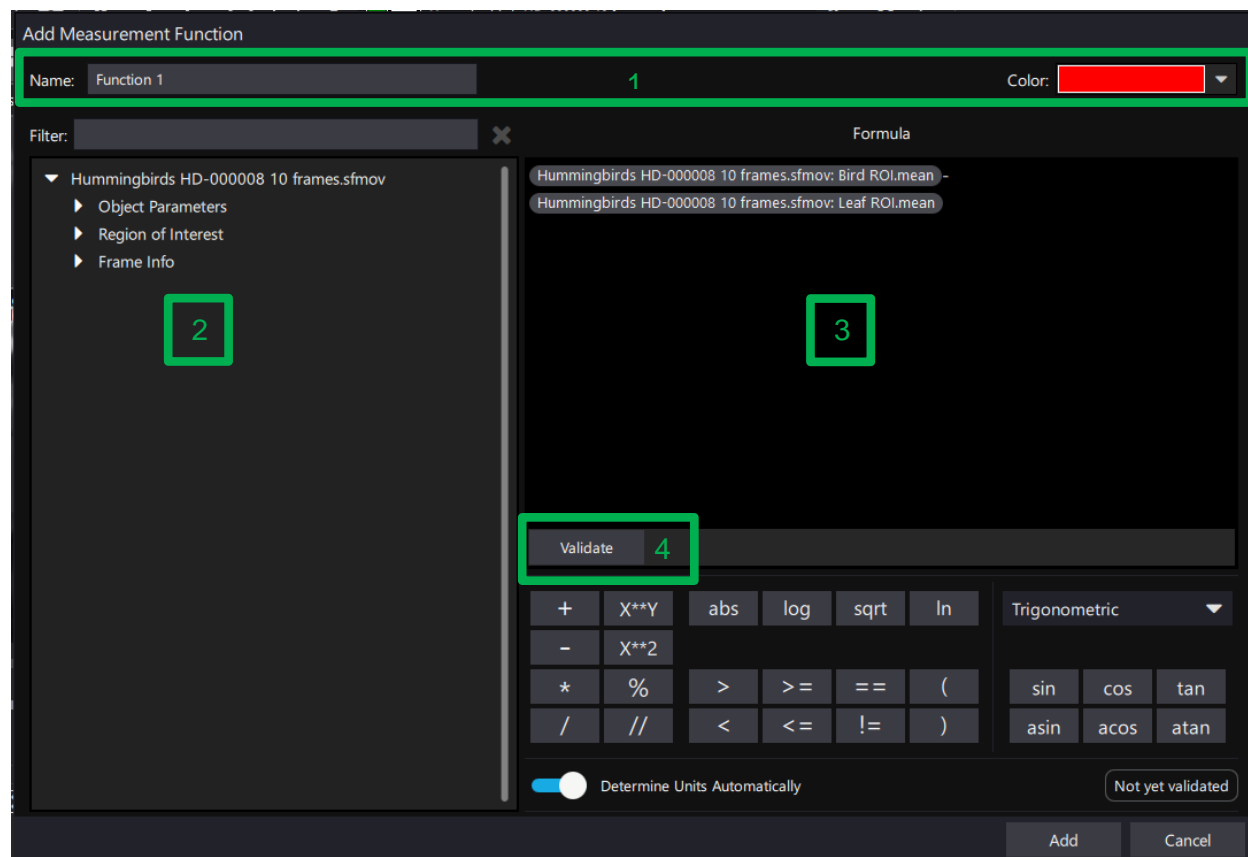 Add Measurement Function
Name: Function 1 1 Color:
Filter: Formula
Hummingbirds HD-000008 10 frames.sfmov
Object Parameters
Region of Interest
Frame Info
2
Hummingbirds HD-000008 10 frames.sfmov: Bird ROI.mean -
Hummingbirds HD-000008 10 frames.sfmov: Leaf ROI.mean
3
Validate 4
+ X**Y abs log sqrt ln Trigonometric
- X**2
* % > >= == ( sin cos tan
/ // < <= != ) asin acos atan
Determine Units Automatically Not yet validated
Add Cancel